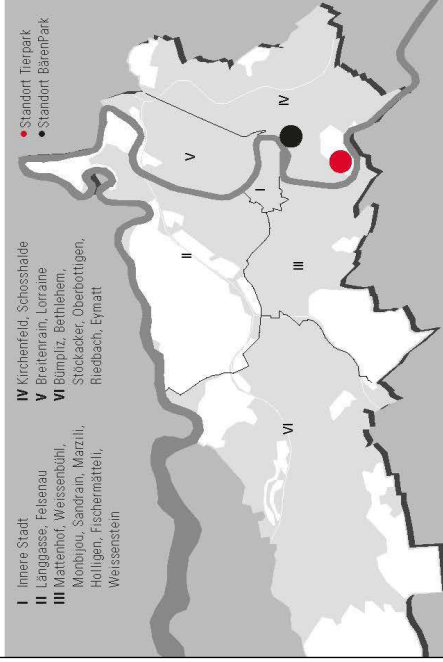 I Innere Stadt
II Länggasse, Felsenau
III Mattenhof, Weissenbühl,
Monbijou, Sandrain, Marzili,
Holligen, Fischermätteli,
Weissenstein
IV Kirchenfeld, Schosshalde
V Breitenrain, Lorraine
VI Bümpliz, Bethlehem,
Stöckacker, Oberbottigen,
Riedbach, Eymatt
Standort Tierpark
Standort BärenPark
II
V
IV
I
III
VI